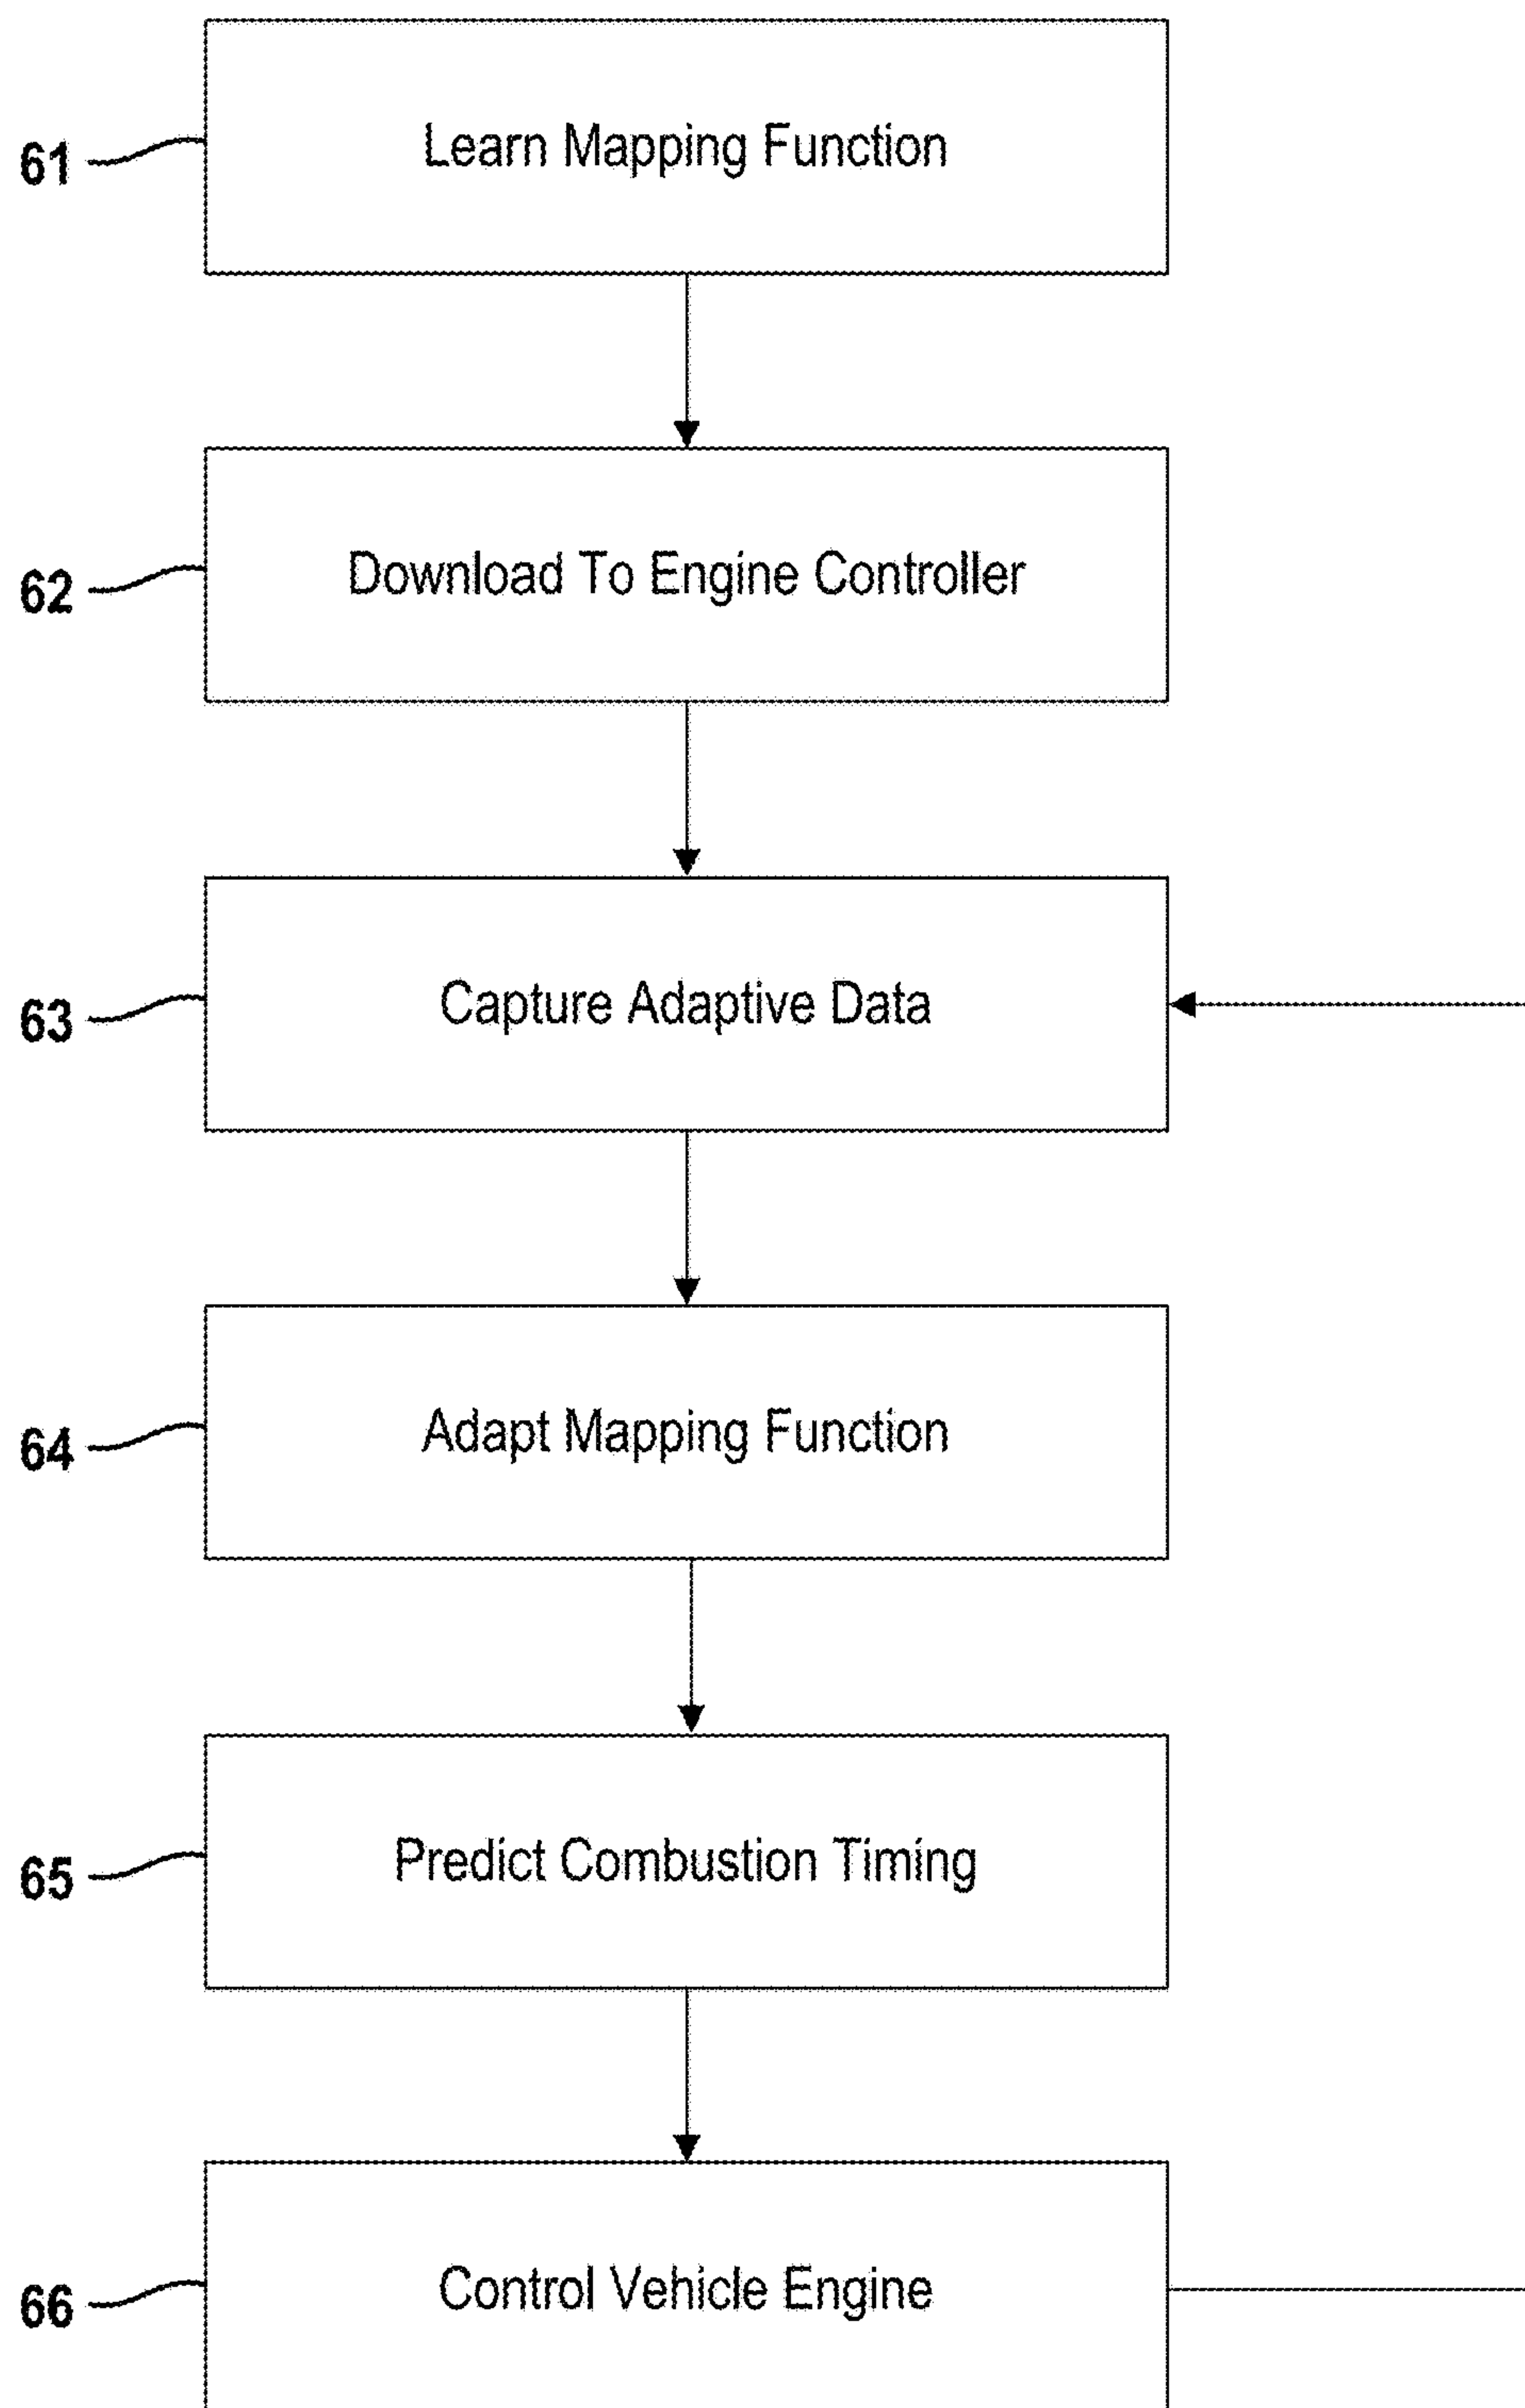 61 Learn Mapping Function
62 Download To Engine Controller
63 Capture Adaptive Data
64 Adapt Mapping Function
65 Predict Combustion Timing
66 Control Vehicle Engine